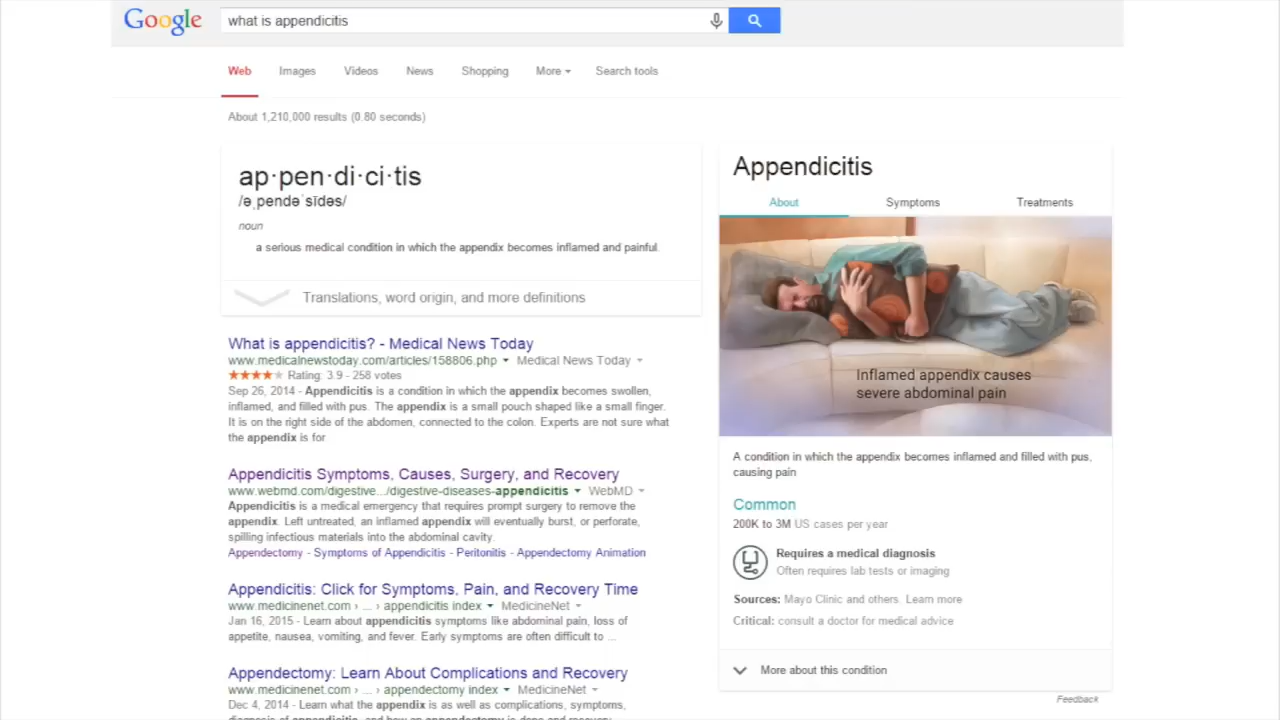 Google
what is appendicitis
Web Images Videos News Shopping More Search tools
About 1,210,000 results (0.80 seconds)
ap·pen·di·ci·tis
/əˌpendəˈsīdəs/
noun
a serious medical condition in which the appendix becomes inflamed and painful.
Translations, word origin, and more definitions
What is appendicitis? - Medical News Today
www.medicalnewstoday.com/articles/158806.php Medical News Today
Rating: 3.9 - 258 votes
Sep 26, 2014 - Appendicitis is a condition in which the appendix becomes swollen,
inflamed, and filled with pus. The appendix is a small pouch shaped like a small finger.
It is on the right side of the abdomen, connected to the colon. Experts are not sure what
the appendix is for
Appendicitis Symptoms, Causes, Surgery, and Recovery
www.webmd.com/digestive.../digestive-diseases-appendicitis WebMD
Appendicitis is a medical emergency that requires prompt surgery to remove the
appendix. Left untreated, an inflamed appendix will eventually burst, or perforate,
spilling infectious materials into the abdominal cavity.
Appendectomy - Symptoms of Appendicitis - Peritonitis - Appendectomy Animation
Appendicitis: Click for Symptoms, Pain, and Recovery Time
www.medicinenet.com › ... › appendicitis index MedicineNet
Jan 16, 2015 - Learn about appendicitis symptoms like abdominal pain, loss of
appetite, nausea, vomiting, and fever. Early symptoms are often difficult to ...
Appendectomy: Learn About Complications and Recovery
www.medicinenet.com › ... › appendectomy index MedicineNet
Dec 4, 2014 - Learn what the appendix is as well as complications, symptoms,
diagnosis of appendicitis, and how an appendectomy is done and recovery
Appendicitis
About Symptoms Treatments
Inflamed appendix causes
severe abdominal pain
A condition in which the appendix becomes inflamed and filled with pus,
causing pain
Common
200K to 3M US cases per year
Requires a medical diagnosis
Often requires lab tests or imaging
Sources: Mayo Clinic and others. Learn more
Critical: consult a doctor for medical advice
More about this condition
Feedback